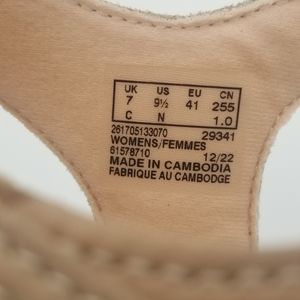 UK US EU CN
7 9½ 41 255
C N 1.0
261705133070 29341
WOMENS/FEMMES
61578710 12/22
MADE IN CAMBODIA
FABRIQUE AU CAMBODGE